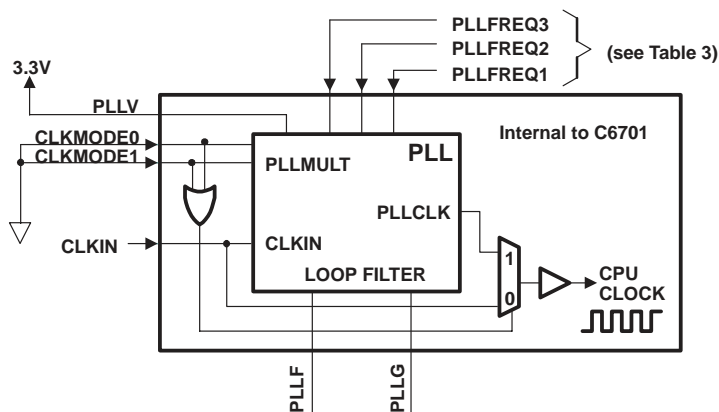 PLLFREQ3
PLLFREQ2
PLLFREQ1
(see Table 3)
3.3V
PLLV
CLKMODE0
CLKMODE1
PLL
PLLMULT
Internal to C6701
PLLCLK
CLKIN
CLKIN
LOOP FILTER
1
0
CPU
CLOCK
PLLF
PLLG